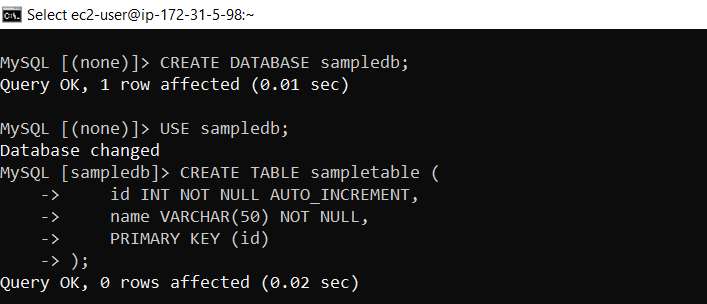 Select ec2-user@ip-172-31-5-98:~
MySQL [(none)]> CREATE DATABASE sampledb;
Query OK, 1 row affected (0.01 sec)
MySQL [(none)]> USE sampledb;
Database changed
MySQL [sampledb]> CREATE TABLE sampletable (
    ->     id INT NOT NULL AUTO_INCREMENT,
    ->     name VARCHAR(50) NOT NULL,
    ->     PRIMARY KEY (id)
    -> );
Query OK, 0 rows affected (0.02 sec)